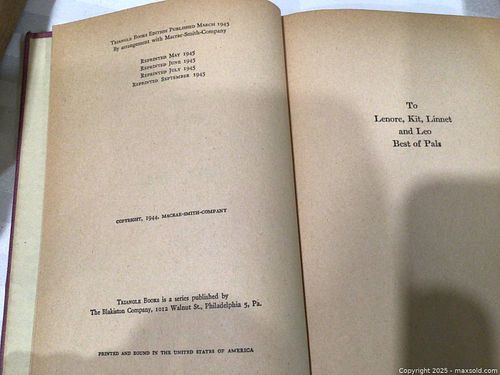 Triangle Books Edition Published March 1945
By arrangement with Macrae-Smith-Company
Reprinted May 1945
Reprinted June 1945
Reprinted July 1945
Reprinted September 1945
COPYRIGHT, 1944, MACRAE-SMITH-COMPANY
Triangle Books is a series published by
The Blakiston Company, 1012 Walnut St., Philadelphia 5, Pa.
PRINTED AND BOUND IN THE UNITED STATES OF AMERICA
To
Lenore, Kit, Linnet
and Leo
Best of Pals
Copyright 2025 - maxsold.com